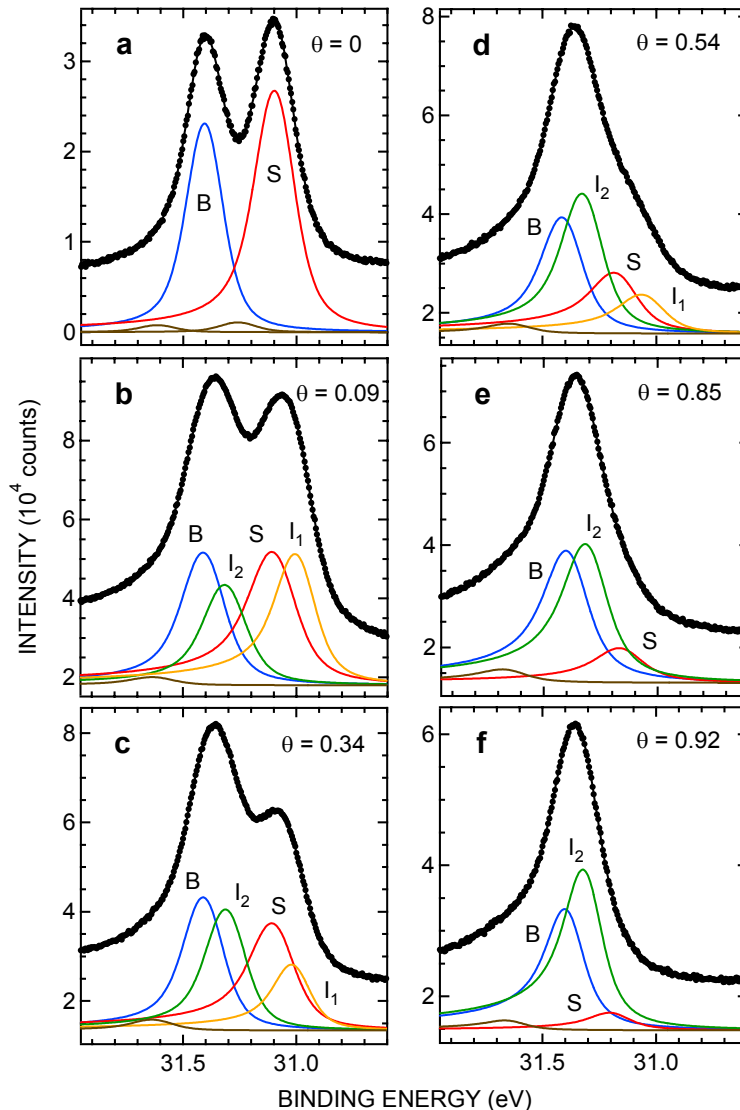 a
θ = 0
3
2
1
0
B
S
b
θ = 0.09
8
6
4
2
B
I2
S
I1
c
θ = 0.34
8
6
4
2
B
I2
S
I1
31.5
31.0
d
θ = 0.54
8
6
4
2
B
I2
S
I1
e
θ = 0.85
6
4
2
B
I2
S
f
θ = 0.92
6
4
2
B
I2
S
31.5
31.0
INTENSITY (10⁴ counts)
BINDING ENERGY (eV)